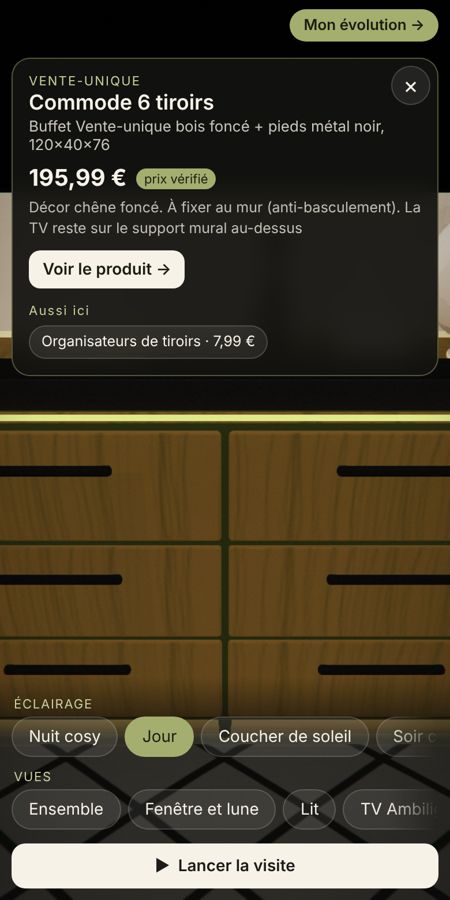 Mon évolution →
VENTE-UNIQUE
Commode 6 tiroirs
Buffet Vente-unique bois foncé + pieds métal noir,
120×40×76
195,99 € prix vérifié
Décor chêne foncé. À fixer au mur (anti-basculement). La
TV reste sur le support mural au-dessus
Voir le produit →
Aussi ici
Organisateurs de tiroirs · 7,99 €
ÉCLAIRAGE
Nuit cosy Jour Coucher de soleil Soir
VUES
Ensemble Fenêtre et lune Lit TV
▶ Lancer la visite